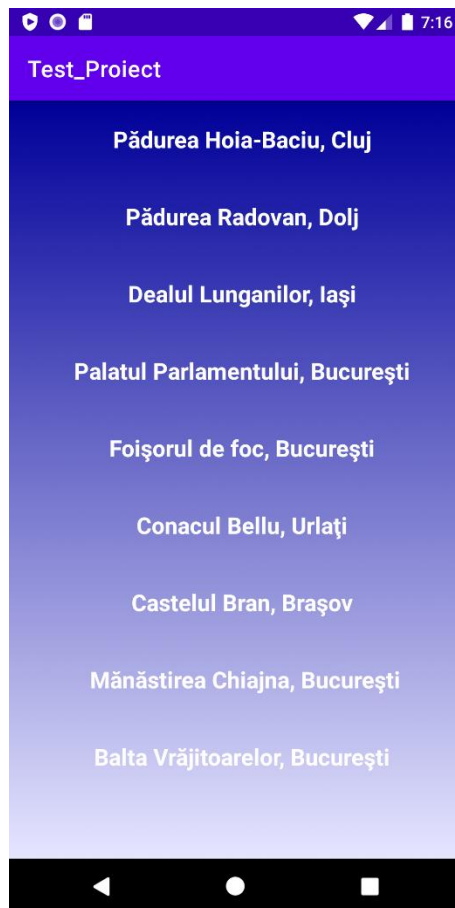 7:16
Test_Proiect
Pădurea Hoia-Baciu, Cluj
Pădurea Radovan, Dolj
Dealul Lunganilor, Iaşi
Palatul Parlamentului, Bucureşti
Foişorul de foc, Bucureşti
Conacul Bellu, Urlaţi
Castelul Bran, Braşov
Mănăstirea Chiajna, Bucureşti
Balta Vrăjitoarelor, Bucureşti